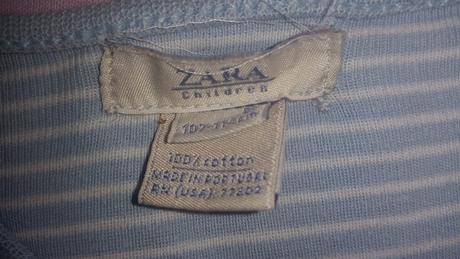 ZARA
Children
100% cotton
MADE IN PORTUGAL
RN (USA): 77302